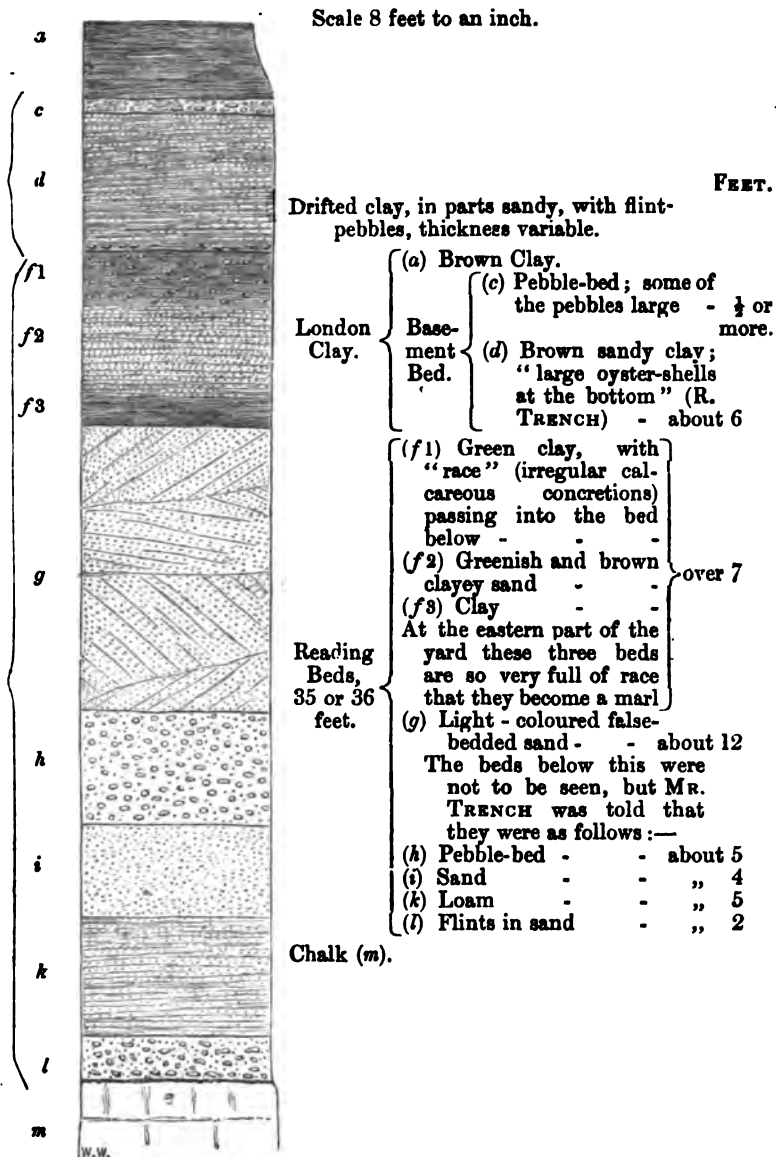 Scale 8 feet to an inch.
a
c
d
f1
f2
f3
g
h
i
k
l
m
W.W.
FEET.
Drifted clay, in parts sandy, with flint-
pebbles, thickness variable.
London
Clay.
Base-
ment
Bed.
(a) Brown Clay.
(c) Pebble-bed; some of
the pebbles large - ½ or
more.
(d) Brown sandy clay;
"large oyster-shells
at the bottom" (R.
TRENCH) - about 6
Reading
Beds,
35 or 36
feet.
(f1) Green clay, with
"race" (irregular cal-
careous concretions)
passing into the bed
below - - -
(f2) Greenish and brown
clayey sand - -
(f3) Clay - -
At the eastern part of the
yard these three beds
are so very full of race
that they become a marl
over 7
(g) Light-coloured false-
bedded sand - - about 12
The beds below this were
not to be seen, but MR.
TRENCH was told that
they were as follows:—
(h) Pebble-bed - - about 5
(i) Sand - - „ 4
(k) Loam - - „ 5
(l) Flints in sand - „ 2
Chalk (m).